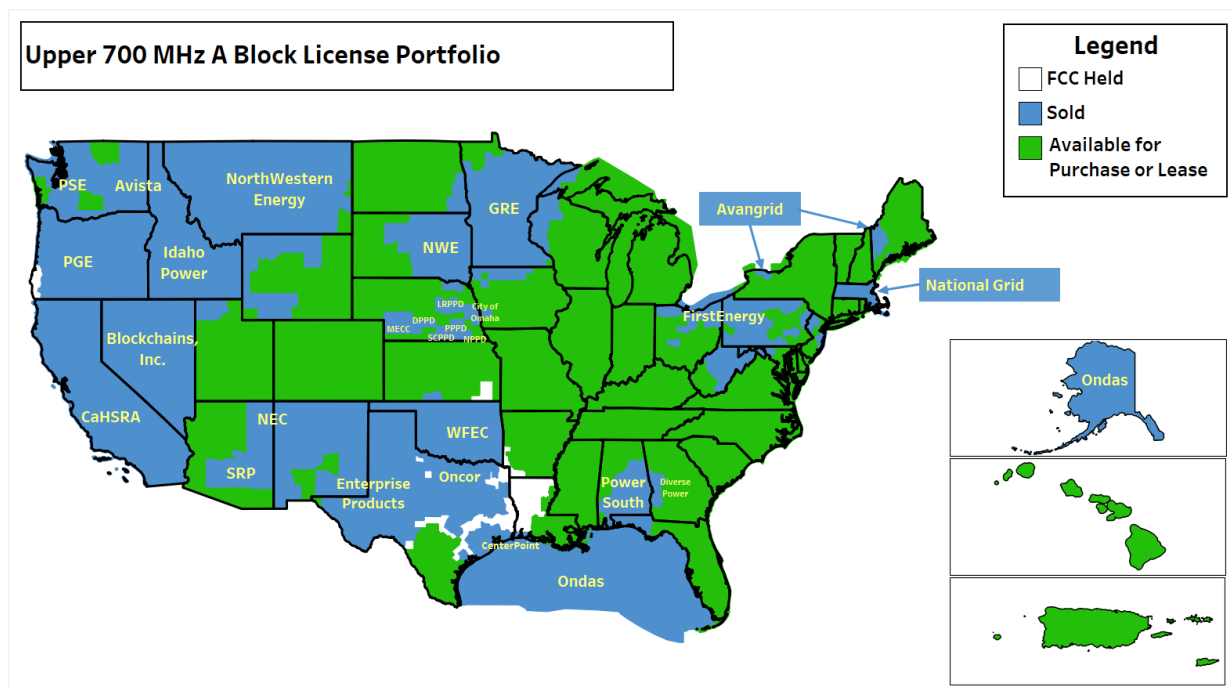 Upper 700 MHz A Block License Portfolio
Legend
FCC Held
Sold
Available for
Purchase or Lease
PSE
Avista
NorthWestern
Energy
GRE
Avangrid
PGE
Idaho
Power
NWE
National Grid
LRPPD
City of
Omaha
MECC
DPPD
PPPD
SCPPD
NPPD
FirstEnergy
Blockchains,
Inc.
CaHSRA
NEC
WFEC
SRP
Oncor
Enterprise
Products
Power
South
Diverse
Power
CenterPoint
Ondas
Ondas